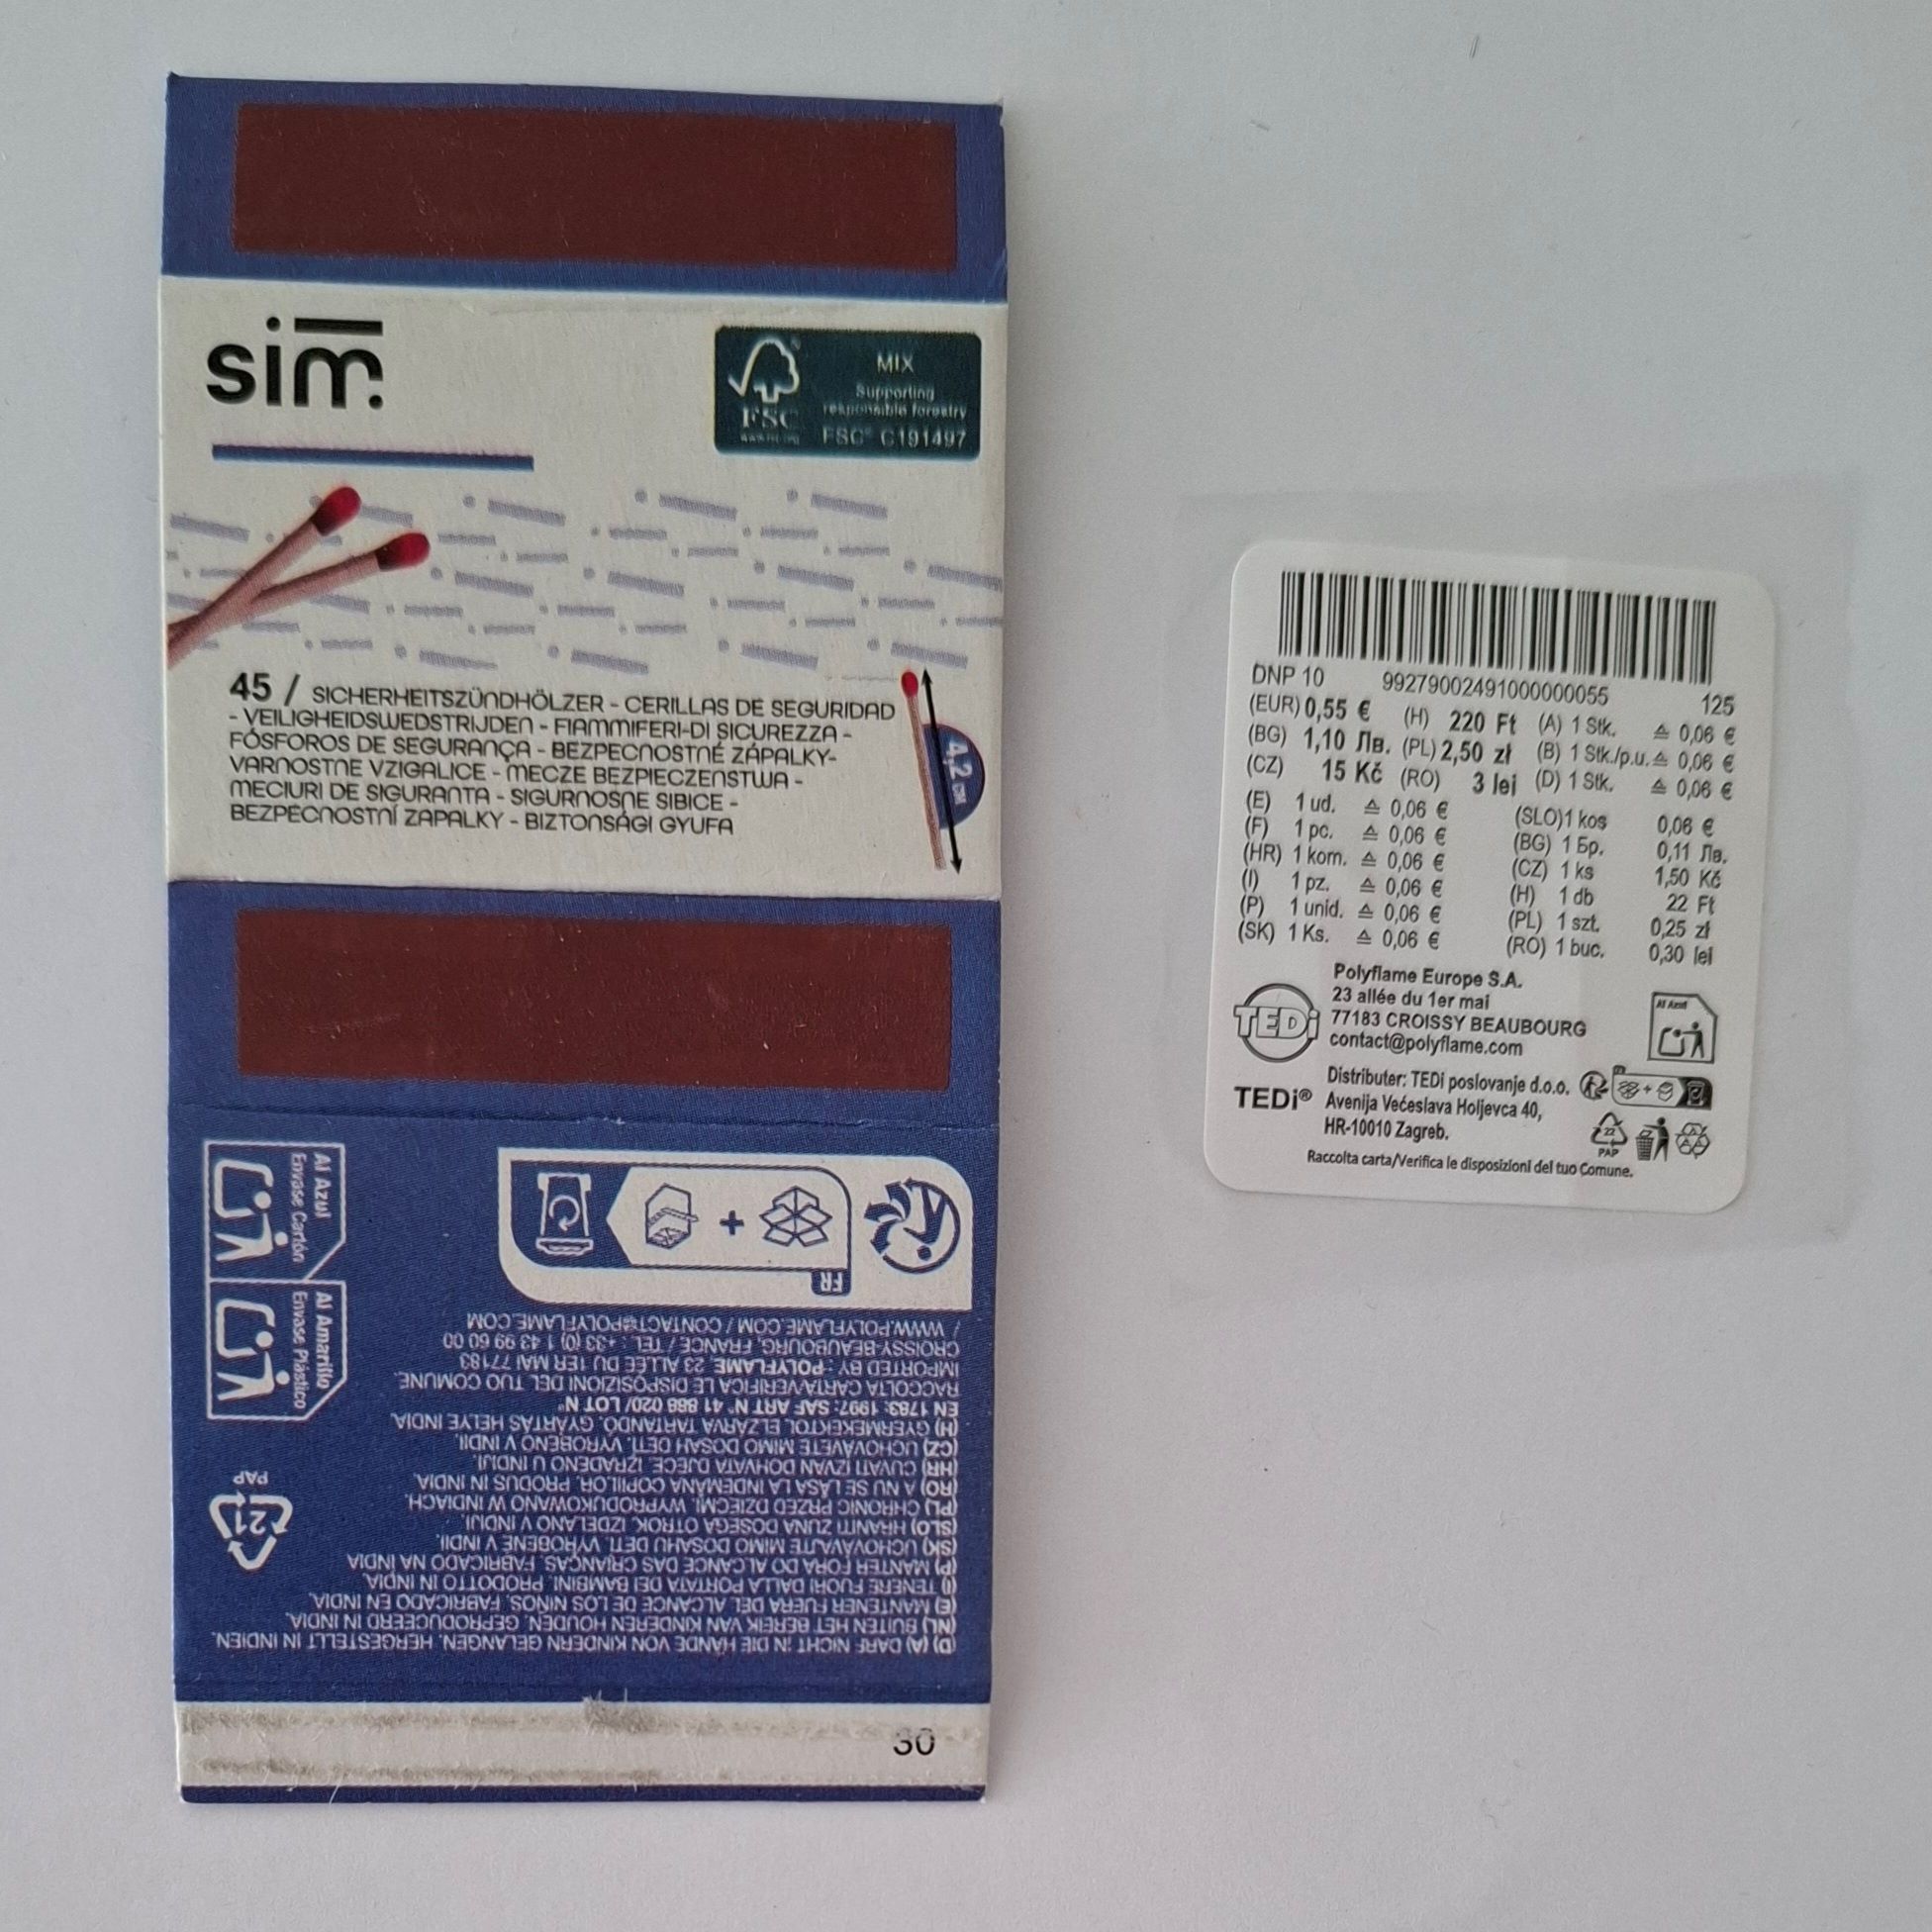 sim.
MIX
Supporting
responsible forestry
FSC® C191497
FSC
45 / SICHERHEITSZÜNDHÖLZER - CERILLAS DE SEGURIDAD
- VEILIGHEIDSWEDSTRIJDEN - FIAMMIFERI-DI SICUREZZA -
FÓSFOROS DE SEGURANÇA - BEZPECNOSTNÉ ZÁPALKY-
VARNOSTNE VZIGALICE - MECZE BEZPIECZENSTWA -
MECIURI DE SIGURANTA - SIGURNOSNE SIBICE -
BEZPECNOSTNÍ ZAPALKY - BIZTONSÁGI GYUFA
4,2 CM
(D) (A) DARF NICHT IN DIE HÄNDE VON KINDERN GELANGEN. HERGESTELLT IN INDIEN.
(NL) BUITEN HET BEREIK VAN KINDEREN HOUDEN. GEPRODUCEERD IN INDIA.
(E) MANTENER FUERA DEL ALCANCE DE LOS NIÑOS. FABRICADO EN INDIA.
(I) TENERE FUORI DALLA PORTATA DEI BAMBINI. PRODOTTO IN INDIA.
(P) MANTER FORA DO ALCANCE DAS CRIANÇAS. FABRICADO NA INDIA
(SK) UCHOVÁVAJTE MIMO DOSAHU DETI. VYROBENÉ V INDII.
(SLO) HRANITI ZUNAJ DOSEGA OTROK. IZDELANO V INDIJI.
(PL) CHRONIC PRZED DZIECMI. WYPRODUKOWANO W INDIACH.
(RO) A NU SE LĂSA LA INDEMÂNA COPIILOR. PRODUS IN INDIA
(HR) CUVATI IZVAN DOHVATA DJECE. IZRADENO U INDIJI.
(CZ) UCHOVÁVEJTE MIMO DOSAH DETÍ. VYROBENO V INDII.
(H) GYERMEKEKTOL ELZÁRVA TARTANDÓ. GYÁRTÁS HELYE INDIA
EN 1783: 1997: SAF ART N° 41 888 020/ LOT N°
RACCOLTA CARTA/VERIFICA LE DISPOSIZIONI DEL TUO COMUNE.
IMPORTED BY : POLYFLAME, 23 ALLÉE DU 1ER MAI 77183
CROISSY-BEAUBOURG, FRANCE / TEL : +33 (0) 1 43 99 60 00
/ WWW.POLYFLAME.COM / CONTACT@POLYFLAME.COM
FR
+
Al Azul
Envase Cartón
Al Amarillo
Envase Plástico
21
PAP
30
DNP 10 99279002491000000055 125
(EUR) 0,55 € (H) 220 Ft (A) 1 Stk. ≙ 0,06 €
(BG) 1,10 Лв. (PL) 2,50 zł (B) 1 Stk./p.u. ≙ 0,06 €
(CZ) 15 Kč (RO) 3 lei (D) 1 Stk. ≙ 0,06 €
(E) 1 ud. ≙ 0,06 € (SLO) 1 kos 0,06 €
(F) 1 pc. ≙ 0,06 € (BG) 1 Бр. 0,11 Лв.
(HR) 1 kom. ≙ 0,06 € (CZ) 1 ks 1,50 Kč
(I) 1 pz. ≙ 0,06 € (H) 1 db 22 Ft
(P) 1 unid. ≙ 0,06 € (PL) 1 szt. 0,25 zł
(SK) 1 Ks. ≙ 0,06 € (RO) 1 buc. 0,30 lei
Polyflame Europe S.A.
23 allée du 1er mai
77183 CROISSY BEAUBOURG
contact@polyflame.com
TEDi
TEDi®
Distributer: TEDi poslovanje d.o.o.
Avenija Većeslava Holjevca 40,
HR-10010 Zagreb.
22
PAP
Raccolta carta/Verifica le disposizioni del tuo Comune.